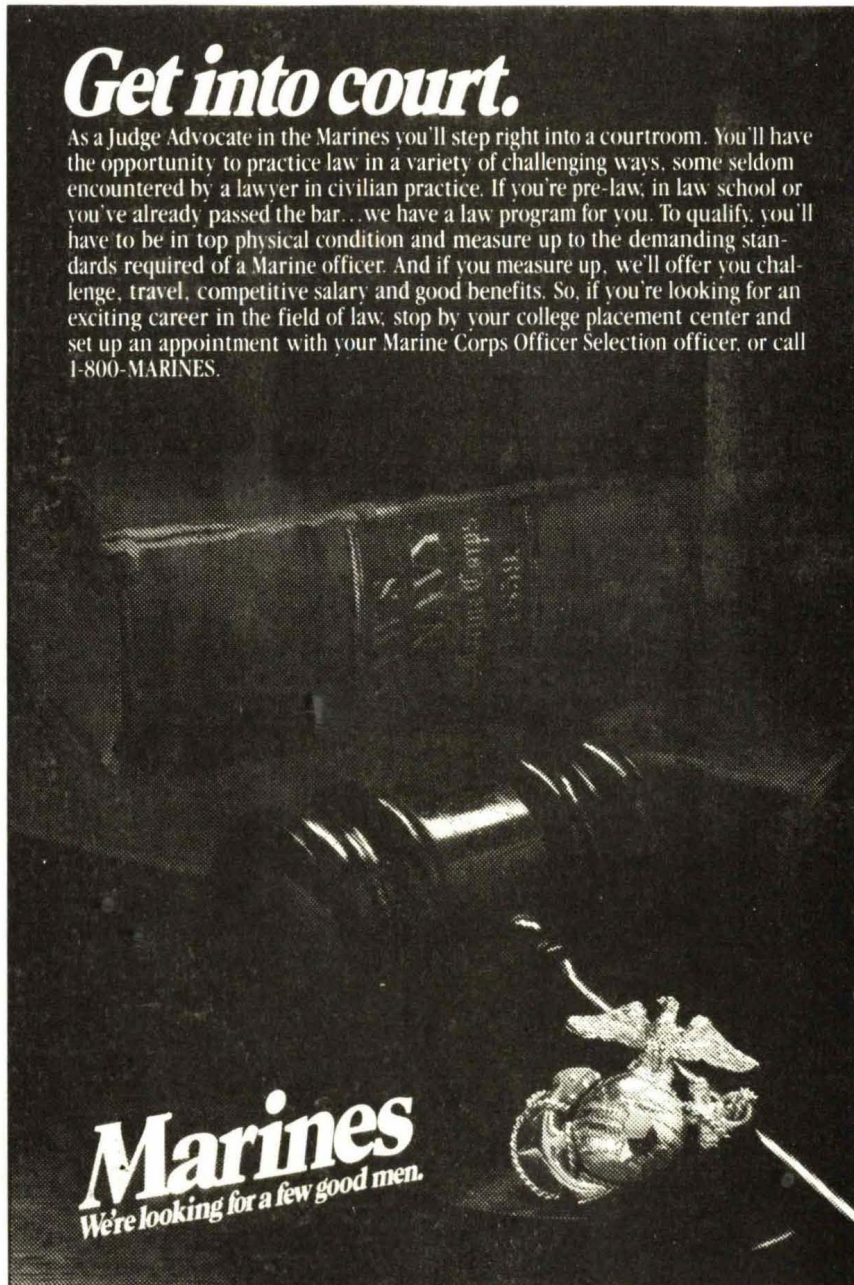 Get into court.
As a Judge Advocate in the Marines you'll step right into a courtroom. You'll have
the opportunity to practice law in a variety of challenging ways, some seldom
encountered by a lawyer in civilian practice. If you're pre-law, in law school or
you've already passed the bar...we have a law program for you. To qualify, you'll
have to be in top physical condition and measure up to the demanding stan-
dards required of a Marine officer. And if you measure up, we'll offer you chal-
lenge, travel, competitive salary and good benefits. So, if you're looking for an
exciting career in the field of law, stop by your college placement center and
set up an appointment with your Marine Corps Officer Selection officer, or call
1-800-MARINES.
Corps
Marines
We're looking for a few good men.